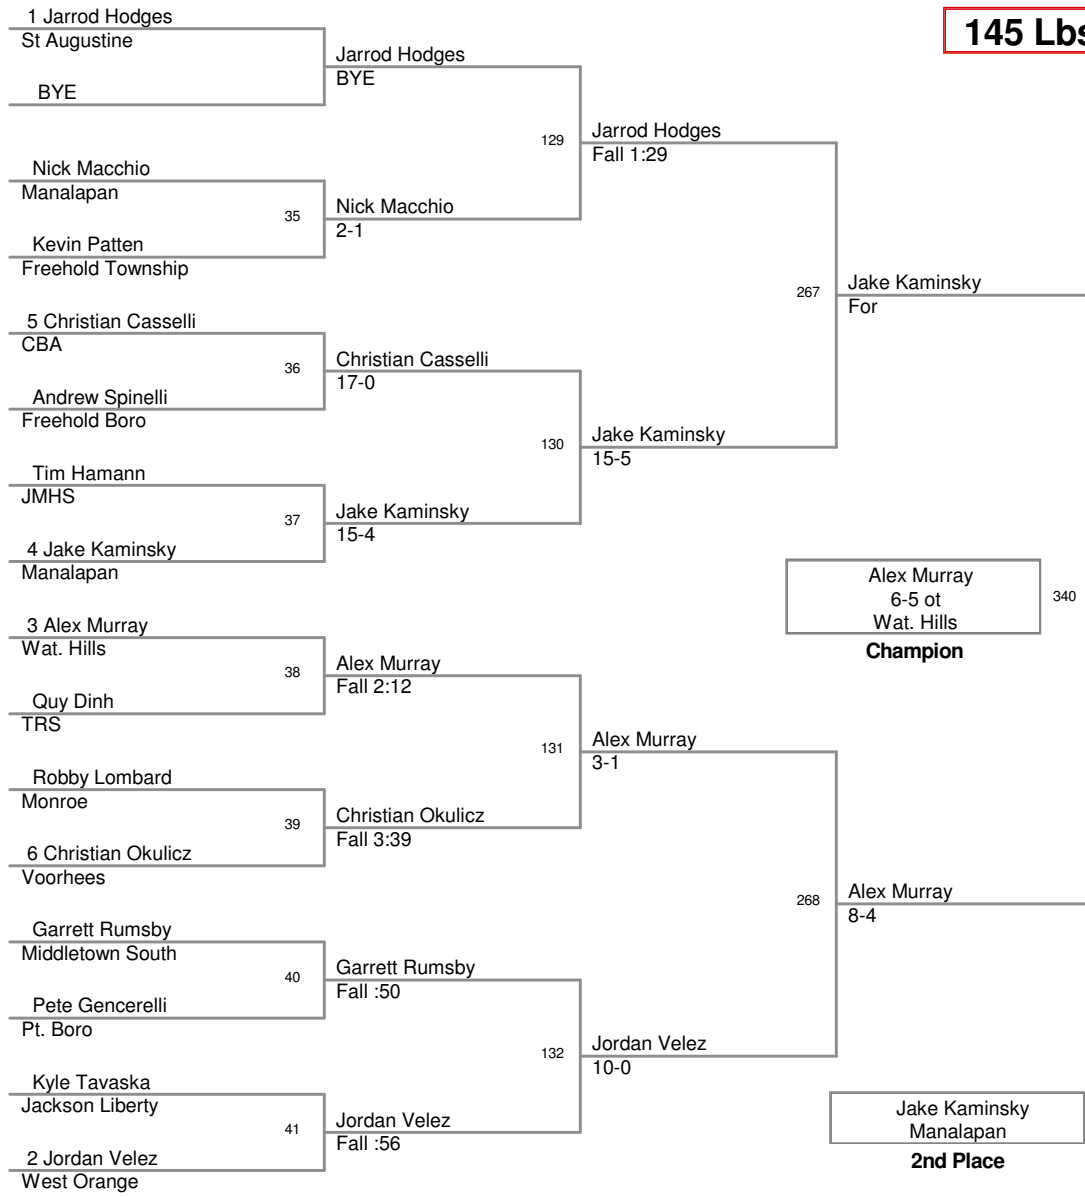 1 Jarrod Hodges
St Augustine
BYE
Nick Macchio
Manalapan
35
Kevin Patten
Freehold Township
5 Christian Casselli
CBA
36
Andrew Spinelli
Freehold Boro
Tim Hamann
JMHS
37
4 Jake Kaminsky
Manalapan
3 Alex Murray
Wat. Hills
38
Quy Dinh
TRS
Robby Lombard
Monroe
39
6 Christian Okulicz
Voorhees
Garrett Rumsby
Middletown South
40
Pete Gencerelli
Pt. Boro
Kyle Tavaska
Jackson Liberty
41
2 Jordan Velez
West Orange
Jarrod Hodges
BYE
129
Nick Macchio
2-1
Christian Casselli
17-0
130
Jake Kaminsky
15-4
Alex Murray
Fall 2:12
131
Christian Okulicz
Fall 3:39
Garrett Rumsby
Fall :50
132
Jordan Velez
Fall :56
Jarrod Hodges
Fall 1:29
267
Jake Kaminsky
15-5
Alex Murray
3-1
268
Jordan Velez
10-0
145 Lbs
Jake Kaminsky
For
Alex Murray
6-5 ot
Wat. Hills
340
Champion
Alex Murray
8-4
Jake Kaminsky
Manalapan
2nd Place